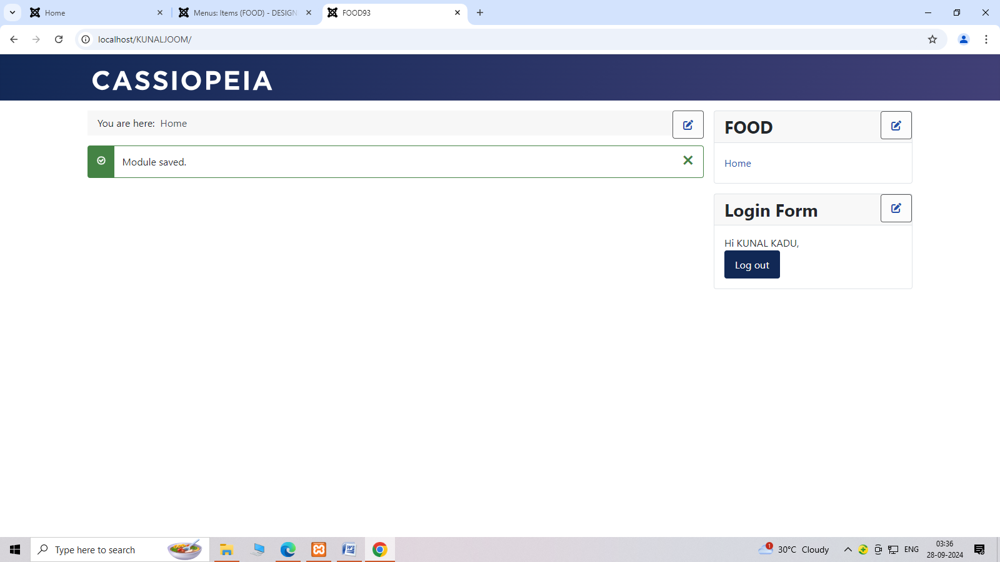 Home
Menus: Items (FOOD) - DESIGN
FOOD93
localhost/KUNALJOOM/
CASSIOPEIA
You are here: Home
Module saved.
FOOD
Home
Login Form
Hi KUNAL KADU,
Log out
Type here to search
1
30°C Cloudy
ENG
03:36
28-09-2024